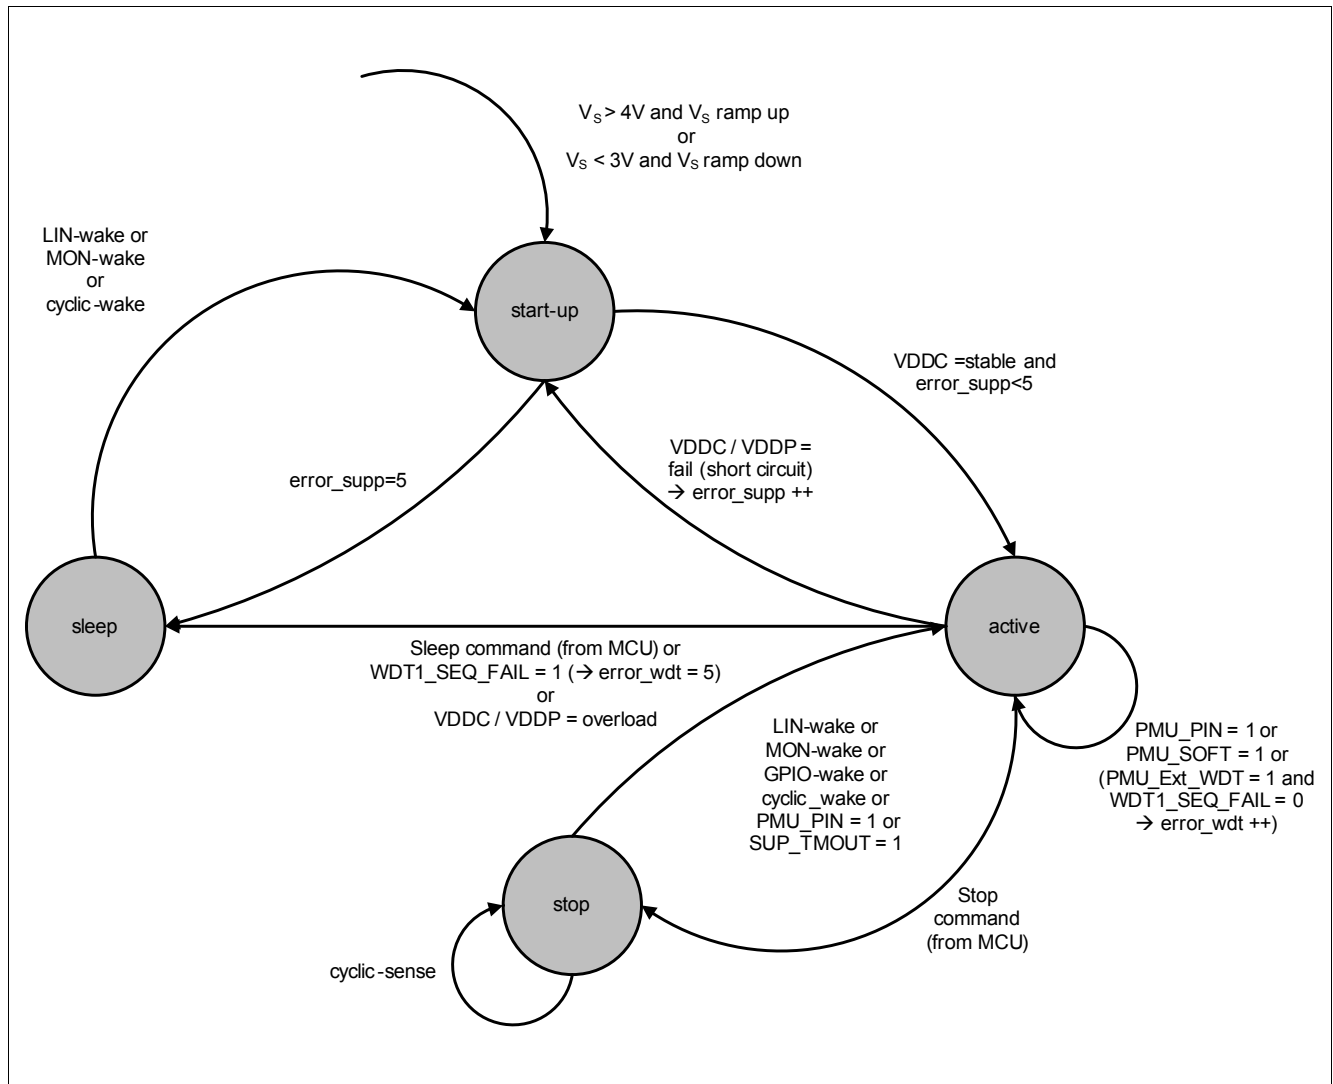 V_S > 4V and V_S ramp up
or
V_S < 3V and V_S ramp down
LIN-wake or
MON-wake
or
cyclic-wake
start-up
VDDC =stable and
error_supp<5
VDDC / VDDP =
fail (short circuit)
→ error_supp ++
error_supp=5
sleep
active
Sleep command (from MCU) or
WDT1_SEQ_FAIL = 1 (→ error_wdt = 5)
or
VDDC / VDDP = overload
LIN-wake or
MON-wake or
GPIO-wake or
cyclic_wake or
PMU_PIN = 1 or
SUP_TMOUT = 1
PMU_PIN = 1 or
PMU_SOFT = 1 or
(PMU_Ext_WDT = 1 and
WDT1_SEQ_FAIL = 0
→ error_wdt ++)
stop
Stop
command
(from MCU)
cyclic-sense